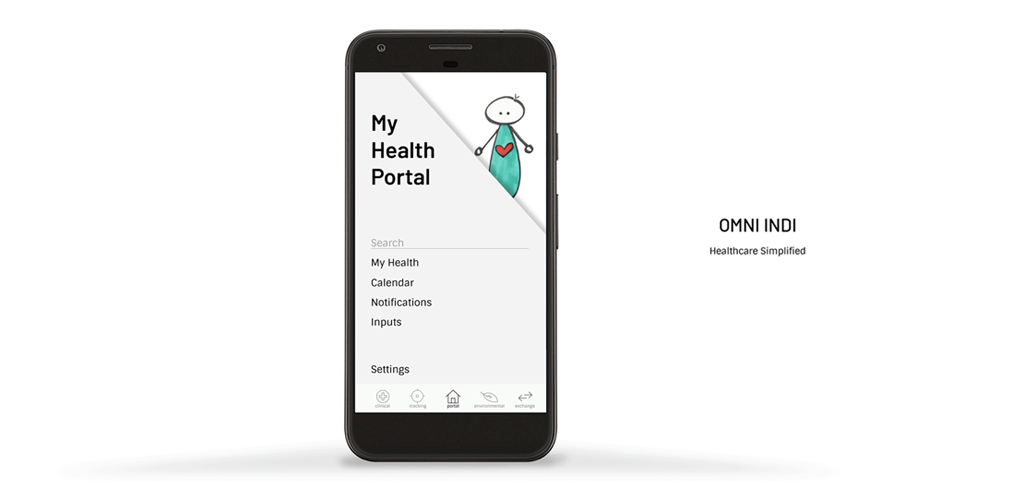 My
Health
Portal
Search
My Health
Calendar
Notifications
Inputs
Settings
clinical
tracking
portal
environmental
exchange
OMNI INDI
Healthcare Simplified